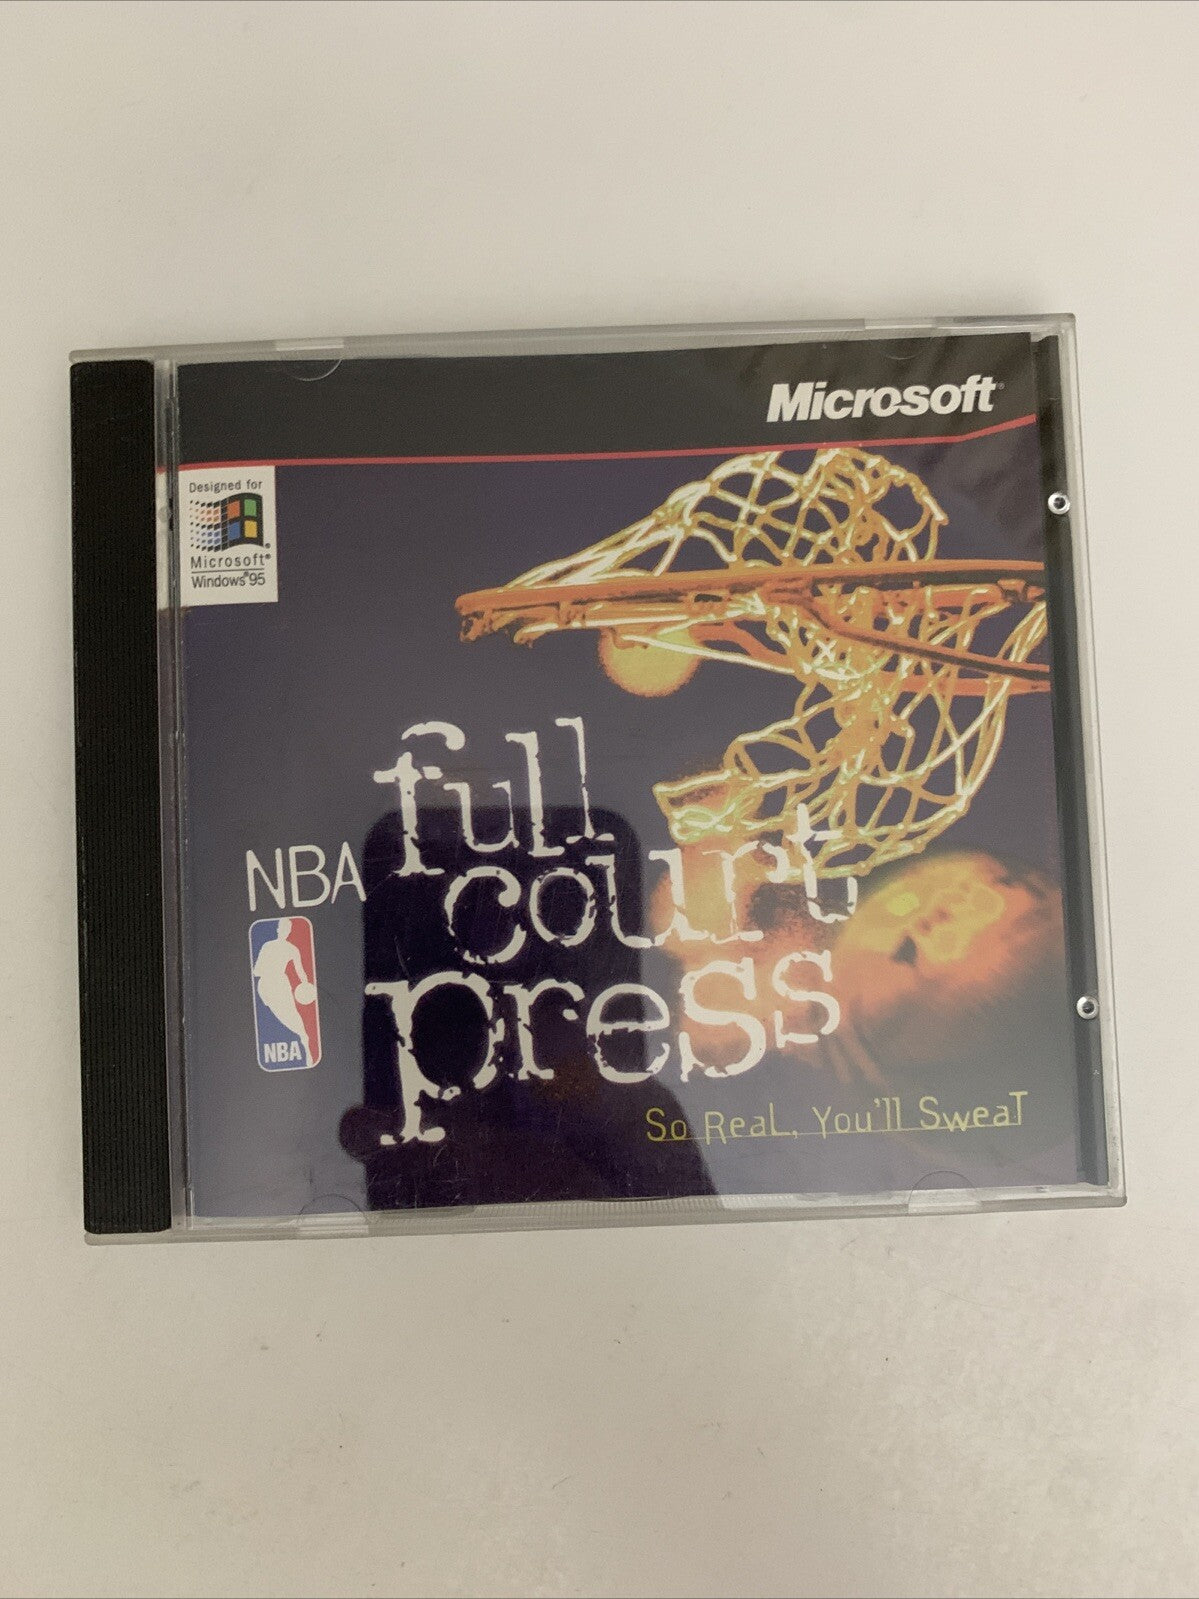 Microsoft®
Designed for
Microsoft®
Windows®95
NBA
full
court
press
NBA
So Real, You'll Sweat